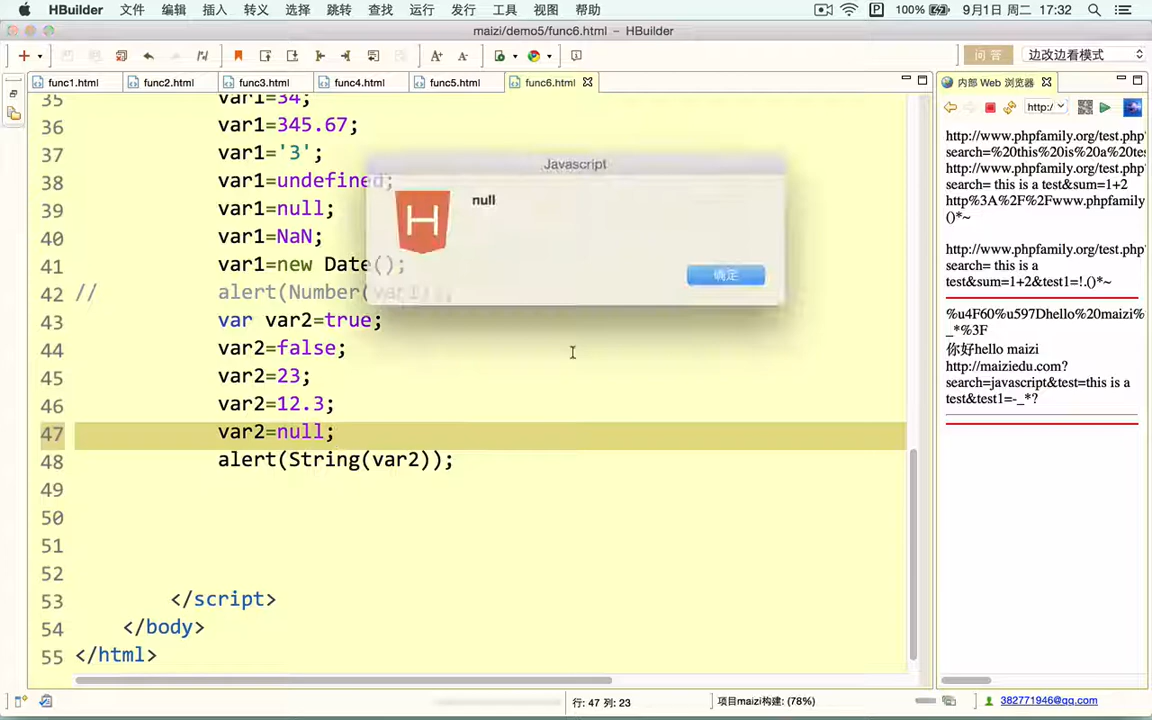 HBuilder 文件 编辑 插入 转义 选择 跳转 查找 运行 发行 工具 视图 帮助 100% 9月1日 周二 17:32
maizi/demo5/func6.html - HBuilder
问 答 边改边看模式
func1.html func2.html func3.html func4.html func5.html func6.html 内部 Web 浏览器
http:/
35 var1=34;
36 var1=345.67;
37 var1='3';
38 var1=undefined;
39 var1=null;
40 var1=NaN;
41 var1=new Date();
42 // alert(Number(var1));
43 var var2=true;
44 var2=false;
45 var2=23;
46 var2=12.3;
47 var2=null;
48 alert(String(var2));
49
50
51
52
53 </script>
54 </body>
55 </html>
Javascript
null
确定
http://www.phpfamily.org/test.php'
search=%20this%20is%20a%20te
http://www.phpfamily.org/test.php'
search= this is a test&sum=1+2
http%3A%2F%2Fwww.phpfamily
()*~
http://www.phpfamily.org/test.php'
search= this is a
test&sum=1+2&test1=!.()*~
%u4F60%u597Dhello%20maizi%
_*%3F
你好hello maizi
http://maiziedu.com?
search=javascript&test=this is a
test&test1=-_*?
行: 47 列: 23 项目maizi构建: (78%) 382771946@qq.com